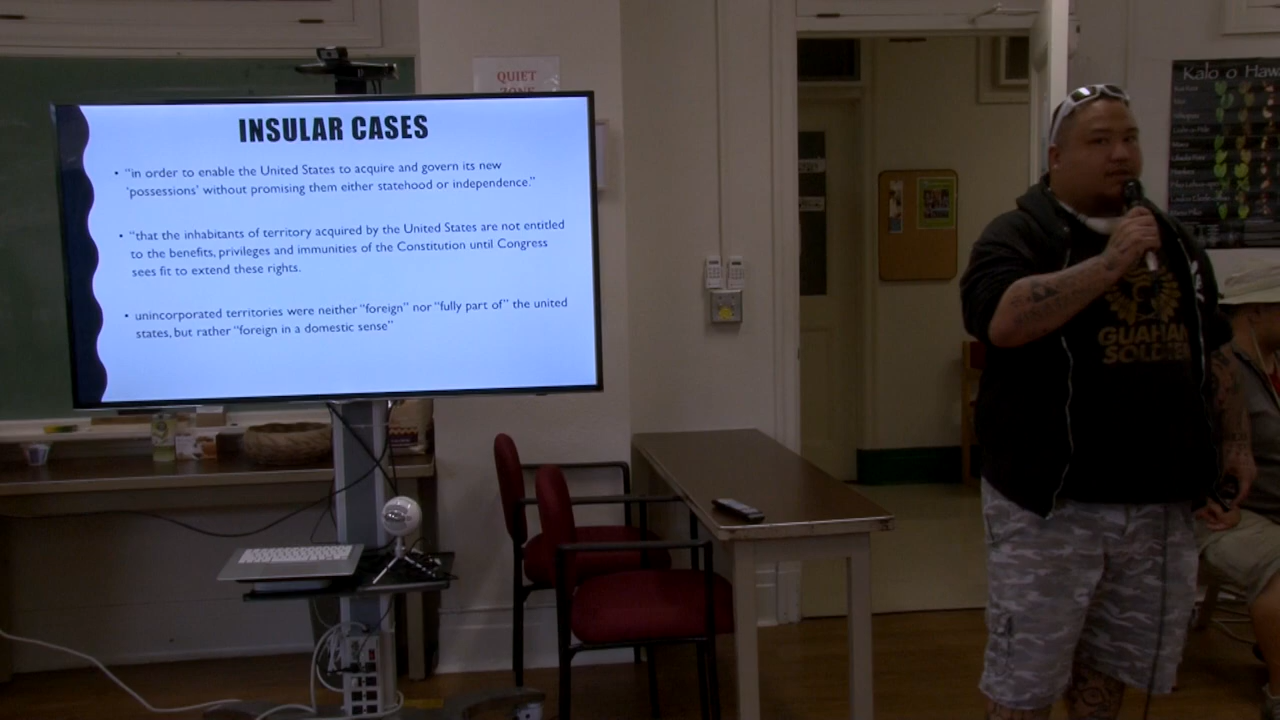 QUIET
ZONE
INSULAR CASES
• "in order to enable the United States to acquire and govern its new
'possessions' without promising them either statehood or independence."
• "that the inhabitants of territory acquired by the United States are not entitled
to the benefits, privileges and immunities of the Constitution until Congress
sees fit to extend these rights.
• unincorporated territories were neither "foreign" nor "fully part of" the united
states, but rather "foreign in a domestic sense"
Kalo o Haw
GUAHAN
SOLDIER